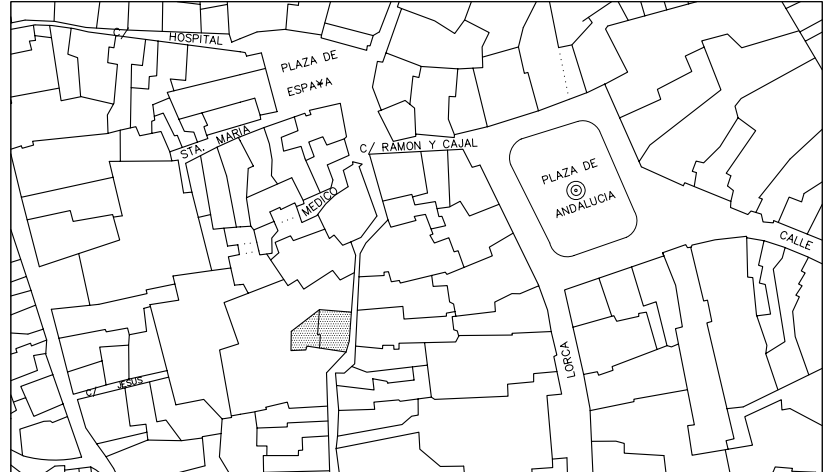 C/ HOSPITAL
PLAZA DE
ESPA¥A
STA. MARIA
C/ RAMON Y CAJAL
MEDICO
PLAZA DE
ANDALUCIA
CALLE
LORCA
C/ JESUS